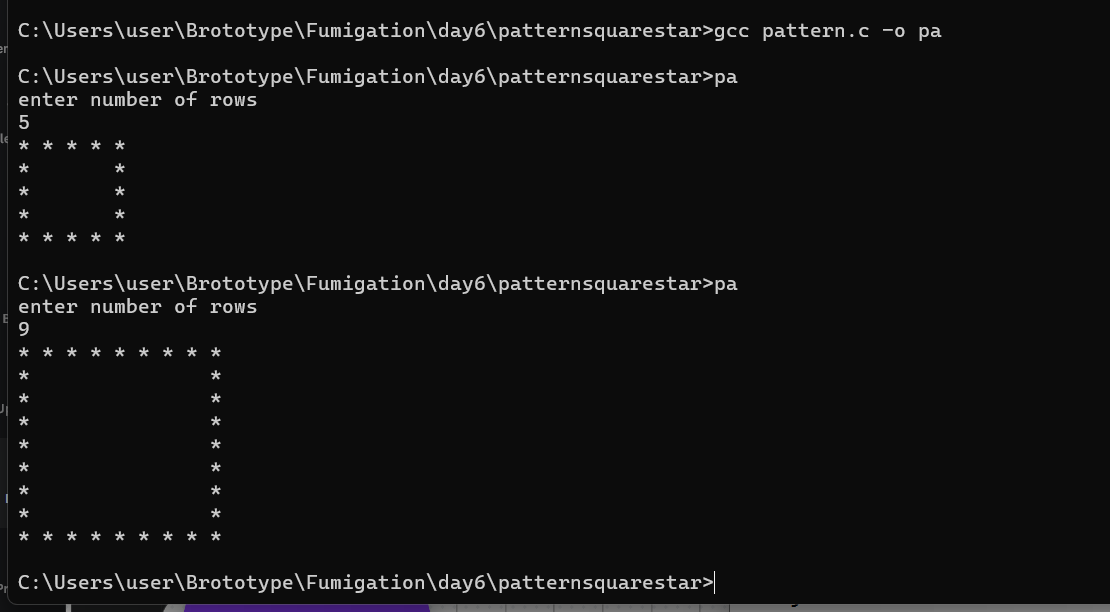 C:\Users\user\Brototype\Fumigation\day6\patternsquarestar>gcc pattern.c -o pa
C:\Users\user\Brototype\Fumigation\day6\patternsquarestar>pa
enter number of rows
5
* * * * *
*       *
*       *
*       *
* * * * *
C:\Users\user\Brototype\Fumigation\day6\patternsquarestar>pa
enter number of rows
9
* * * * * * * * *
*               *
*               *
*               *
*               *
*               *
*               *
*               *
* * * * * * * * *
C:\Users\user\Brototype\Fumigation\day6\patternsquarestar>